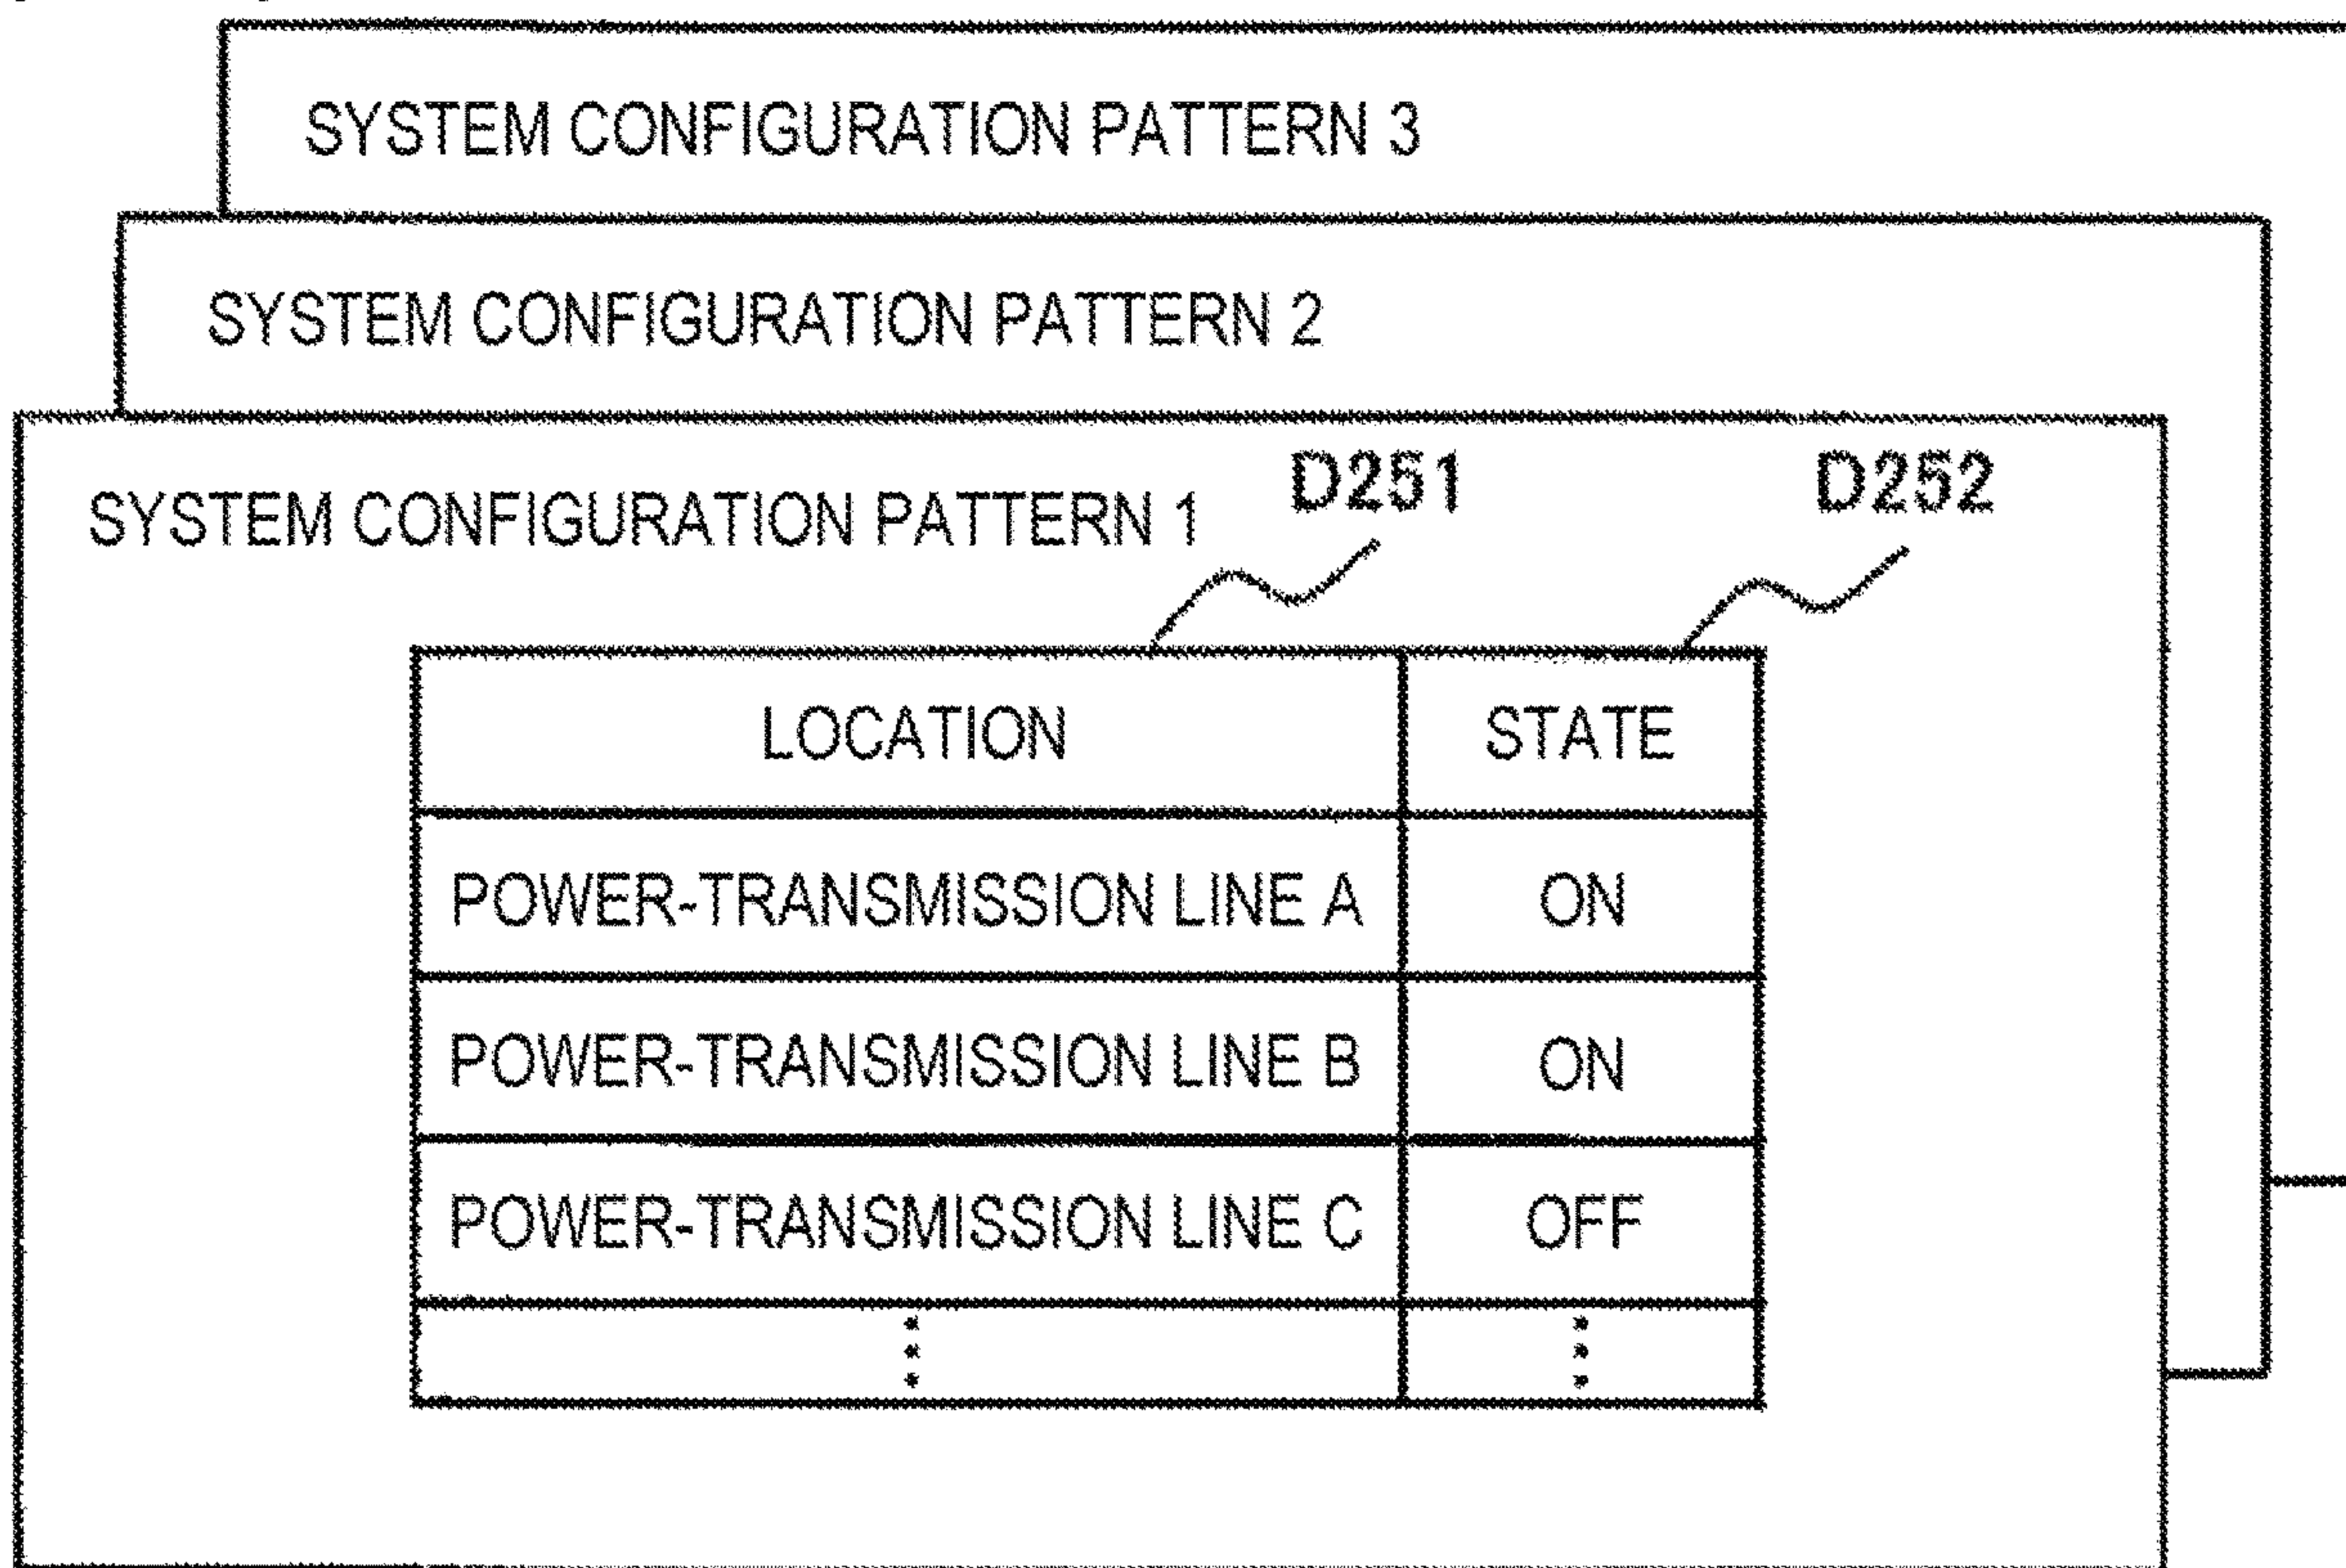 SYSTEM CONFIGURATION PATTERN 3
SYSTEM CONFIGURATION PATTERN 2
SYSTEM CONFIGURATION PATTERN 1
D251
D252
LOCATION STATE
POWER-TRANSMISSION LINE A ON
POWER-TRANSMISSION LINE B ON
POWER-TRANSMISSION LINE C OFF